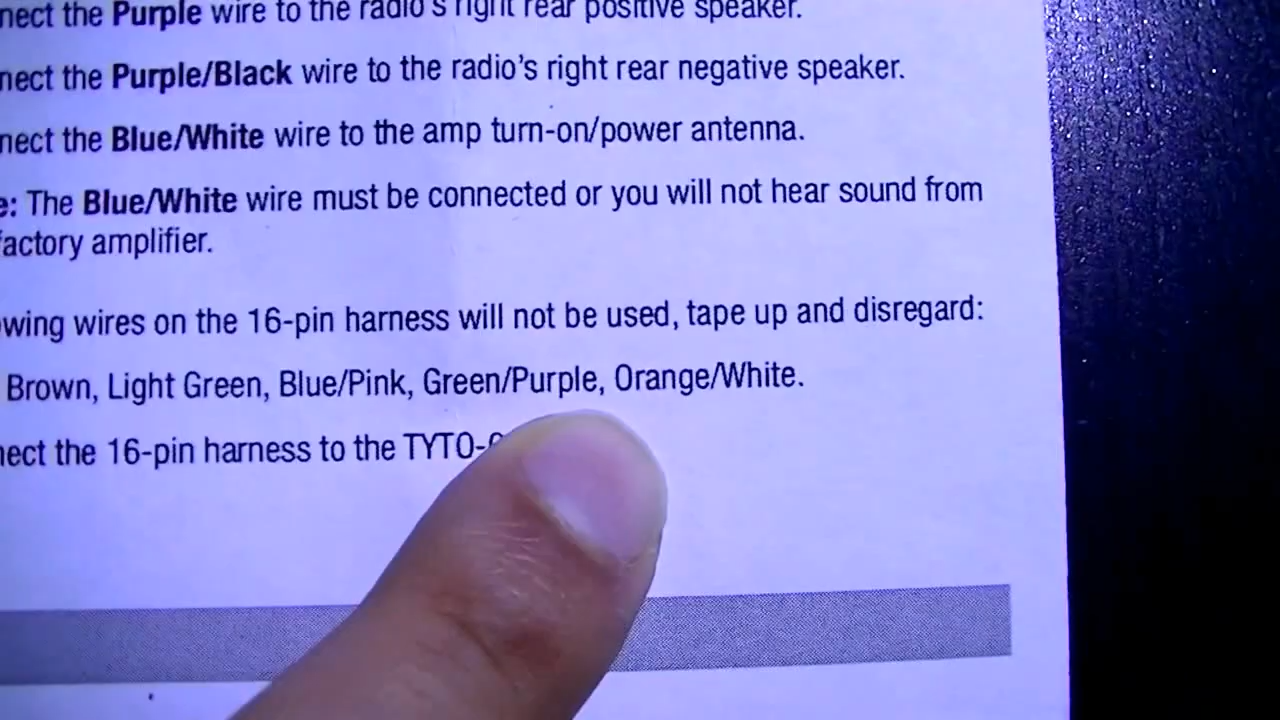 nect the Purple wire to the radio's right rear positive speaker.
nect the Purple/Black wire to the radio's right rear negative speaker.
nect the Blue/White wire to the amp turn-on/power antenna.
e: The Blue/White wire must be connected or you will not hear sound from
factory amplifier.
wing wires on the 16-pin harness will not be used, tape up and disregard:
Brown, Light Green, Blue/Pink, Green/Purple, Orange/White.
nect the 16-pin harness to the TYTO-